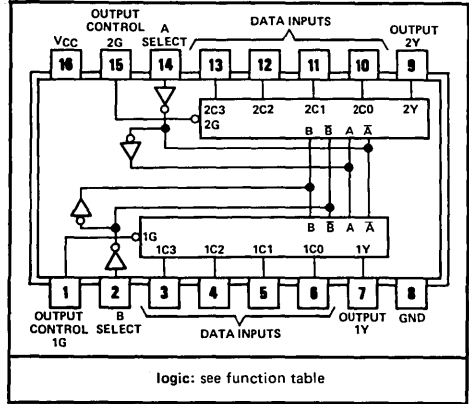 OUTPUT
CONTROL
A
DATA INPUTS
OUTPUT
VCC 2G SELECT 2Y
16 15 14 13 12 11 10 9
2C3 2C2 2C1 2C0 2Y
2G
B B̅ A A̅
B B̅ A A̅
1G
1C3 1C2 1C1 1C0 1Y
1 2 3 4 5 6 7 8
OUTPUT
CONTROL
1G
B
SELECT
DATA INPUTS
OUTPUT
1Y
GND
logic: see function table